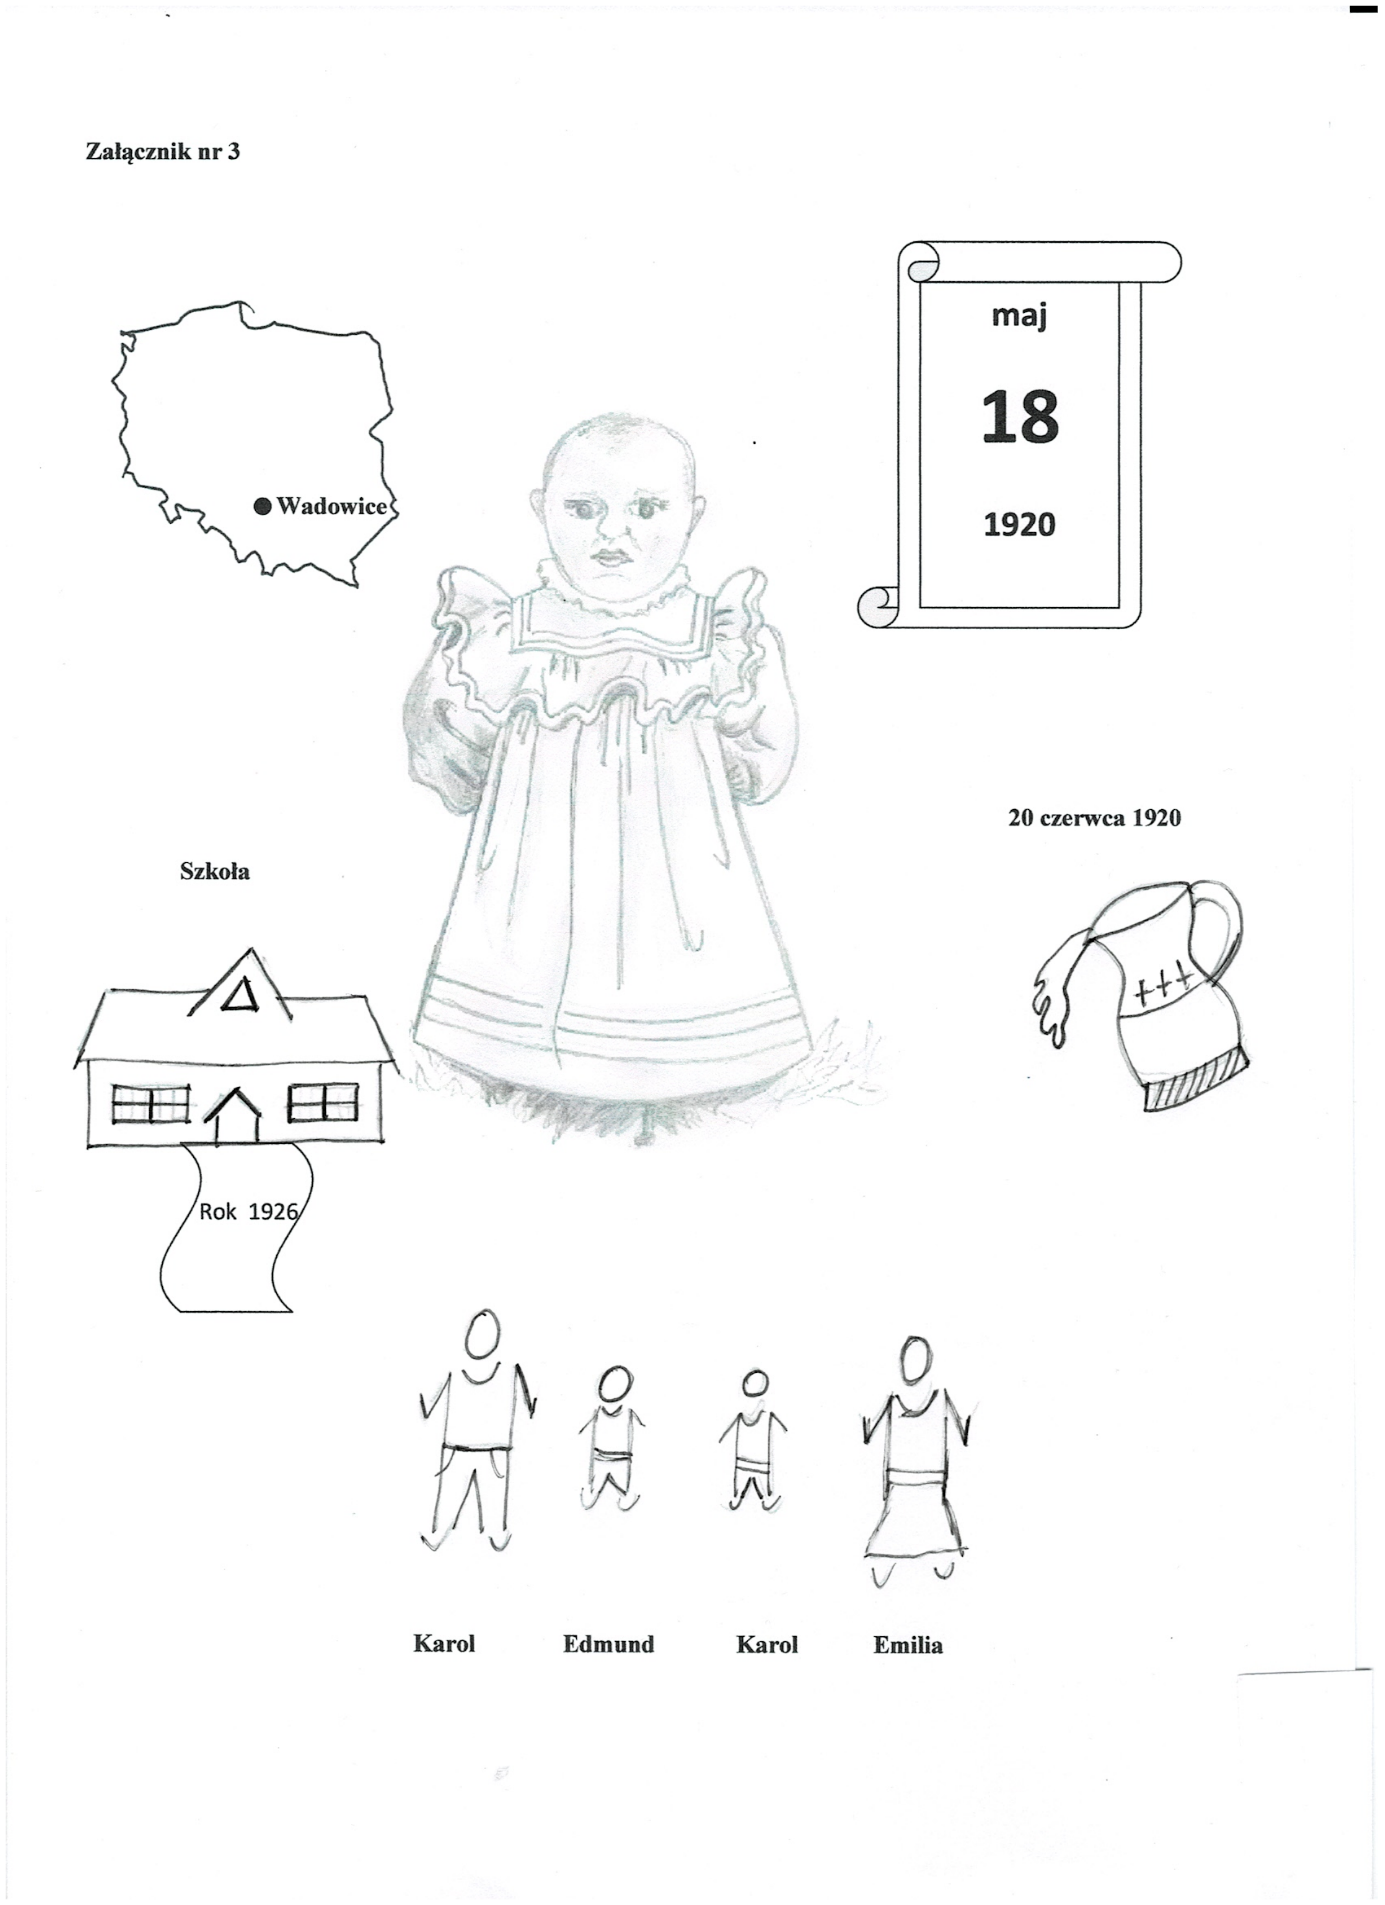 Załącznik nr 3
maj
18
1920
Wadowice
20 czerwca 1920
Szkoła
Rok 1926
Karol Edmund Karol Emilia